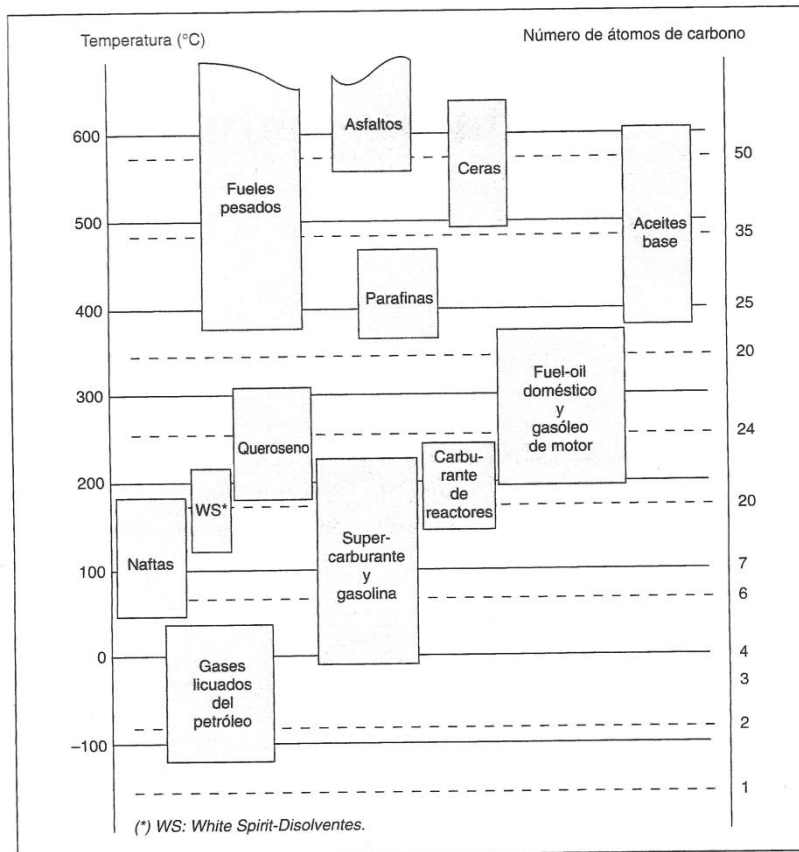 Temperatura (°C)
Número de átomos de carbono
600
500
400
300
200
100
0
–100
Fueles
pesados
Asfaltos
Ceras
Aceites
base
Parafinas
Fuel-oil
doméstico
y
gasóleo
de motor
Queroseno
WS*
Carbu-
rante
de
reactores
Naftas
Super-
carburante
y
gasolina
Gases
licuados
del
petróleo
50
35
25
20
24
20
7
6
4
3
2
1
(*) WS: White Spirit-Disolventes.